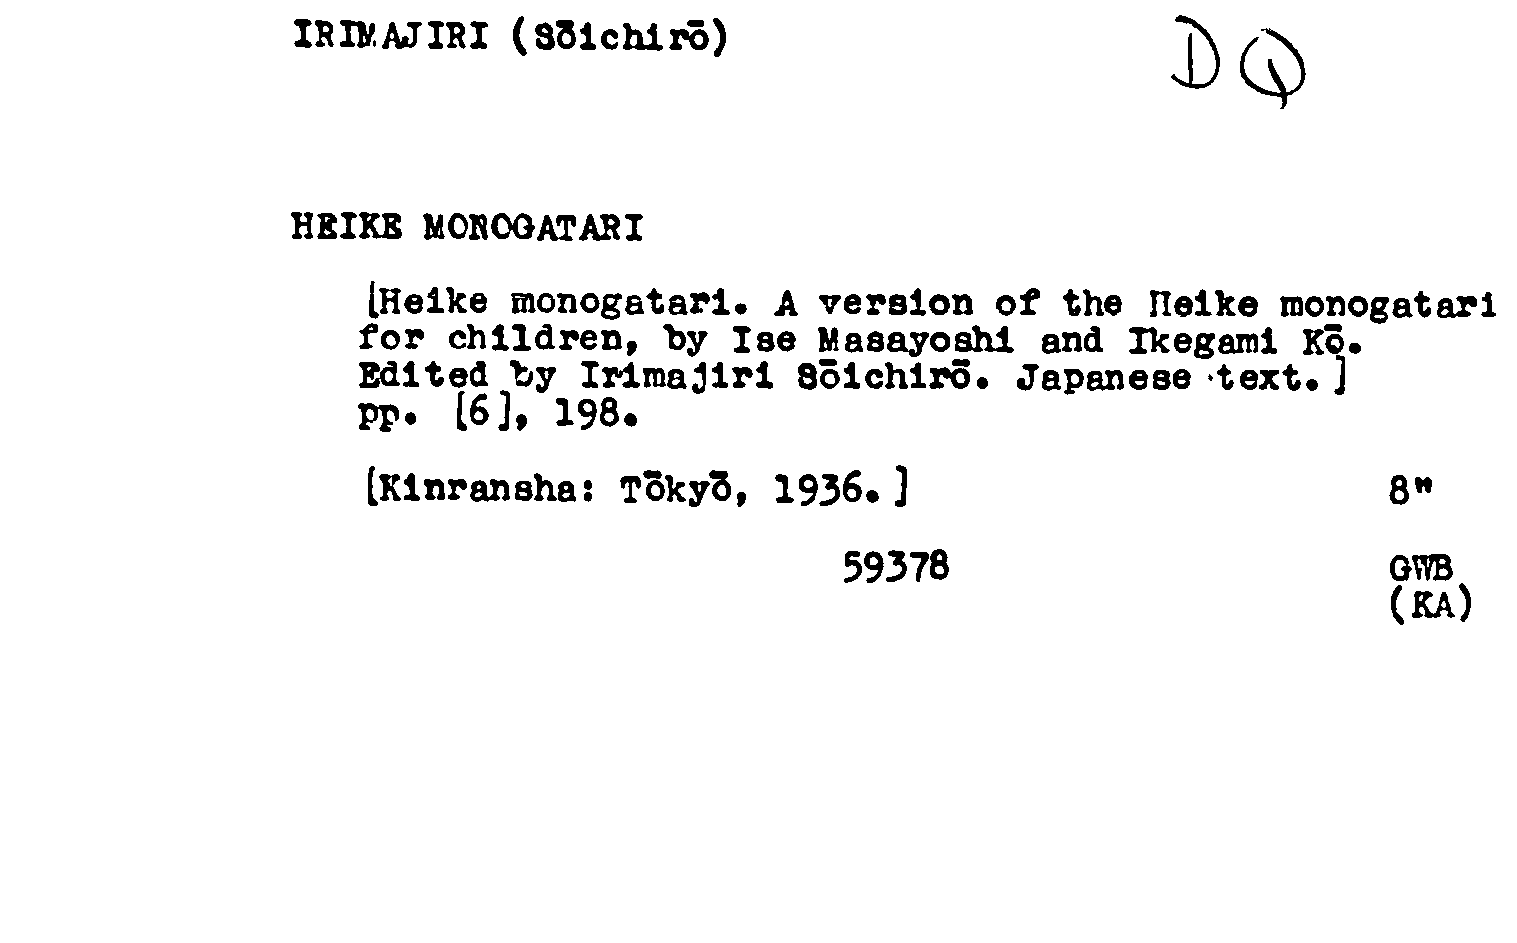 IRIMAJIRI (Sōichirō)
DQ
HEIKE MONOGATARI
[Heike monogatari. A version of the Heike monogatari
for children, by Ise Masayoshi and Ikegami Kō.
Edited by Irimajiri Sōichirō. Japanese text.]
pp. [6], 198.
[Kinransha: Tōkyō, 1936.] 8"
59378 GWB
(KA)